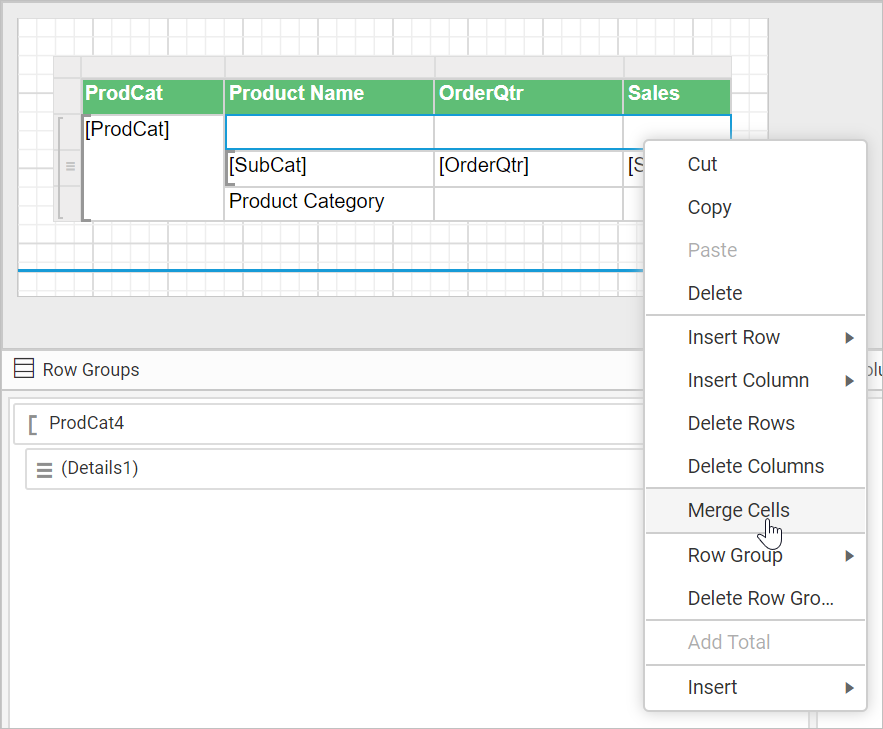 ProdCat Product Name OrderQtr Sales
[ProdCat]
[SubCat] [OrderQtr] [S
Product Category
Cut
Copy
Paste
Delete
Insert Row
Insert Column
Delete Rows
Delete Columns
Merge Cells
Row Group
Delete Row Gro...
Add Total
Insert
Row Groups
ProdCat4
(Details1)